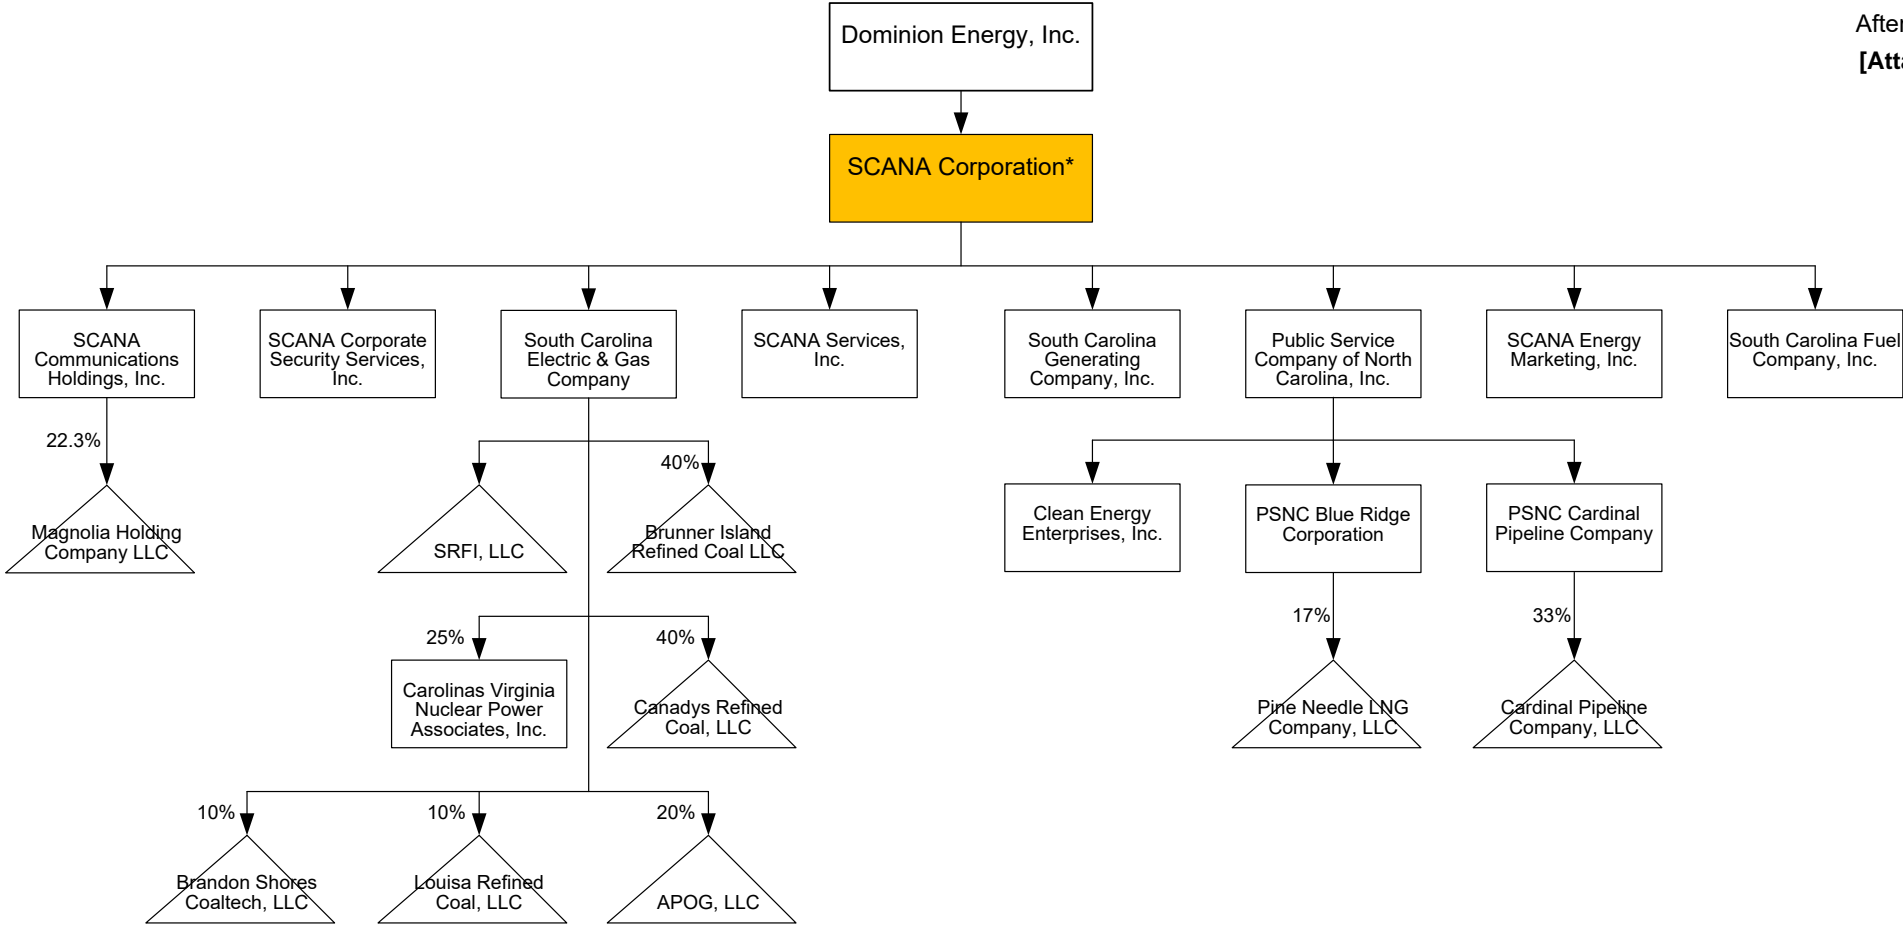 Dominion Energy, Inc.
After
[Atta
SCANA Corporation*
SCANA
Communications
Holdings, Inc.
SCANA Corporate
Security Services,
Inc.
South Carolina
Electric & Gas
Company
SCANA Services,
Inc.
South Carolina
Generating
Company, Inc.
Public Service
Company of North
Carolina, Inc.
SCANA Energy
Marketing, Inc.
South Carolina Fuel
Company, Inc.
22.3%
40%
Magnolia Holding
Company LLC
SRFI, LLC
Brunner Island
Refined Coal LLC
Clean Energy
Enterprises, Inc.
PSNC Blue Ridge
Corporation
PSNC Cardinal
Pipeline Company
25%
40%
17%
33%
Carolinas Virginia
Nuclear Power
Associates, Inc.
Canadys Refined
Coal, LLC
Pine Needle LNG
Company, LLC
Cardinal Pipeline
Company, LLC
10%
10%
20%
Brandon Shores
Coaltech, LLC
Louisa Refined
Coal, LLC
APOG, LLC